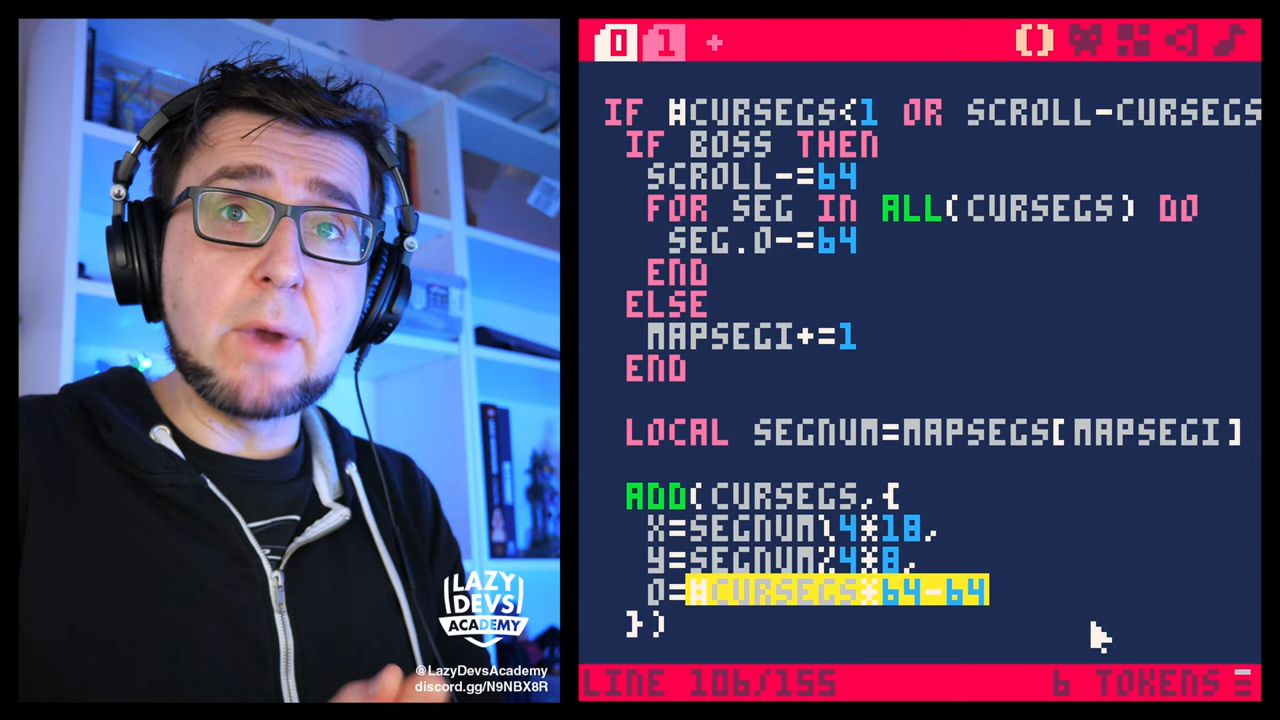 0 1 +
IF #CURSEGS<1 OR SCROLL-CURSEGS
IF BOSS THEN
SCROLL-=64
FOR SEG IN ALL(CURSEGS) DO
SEG.O-=64
END
ELSE
MAPSEGI+=1
END
LOCAL SEGNUM=MAPSEGS[MAPSEGI]
ADD(CURSEGS,{
X=SEGNUM\4*18,
Y=SEGNUM%4*8,
O=#CURSEGS*64-64
})
LINE 106/155 6 TOKENS
LAZY
DEVS
ACADEMY
@LazyDevsAcademy
discord.gg/N9NBX8R